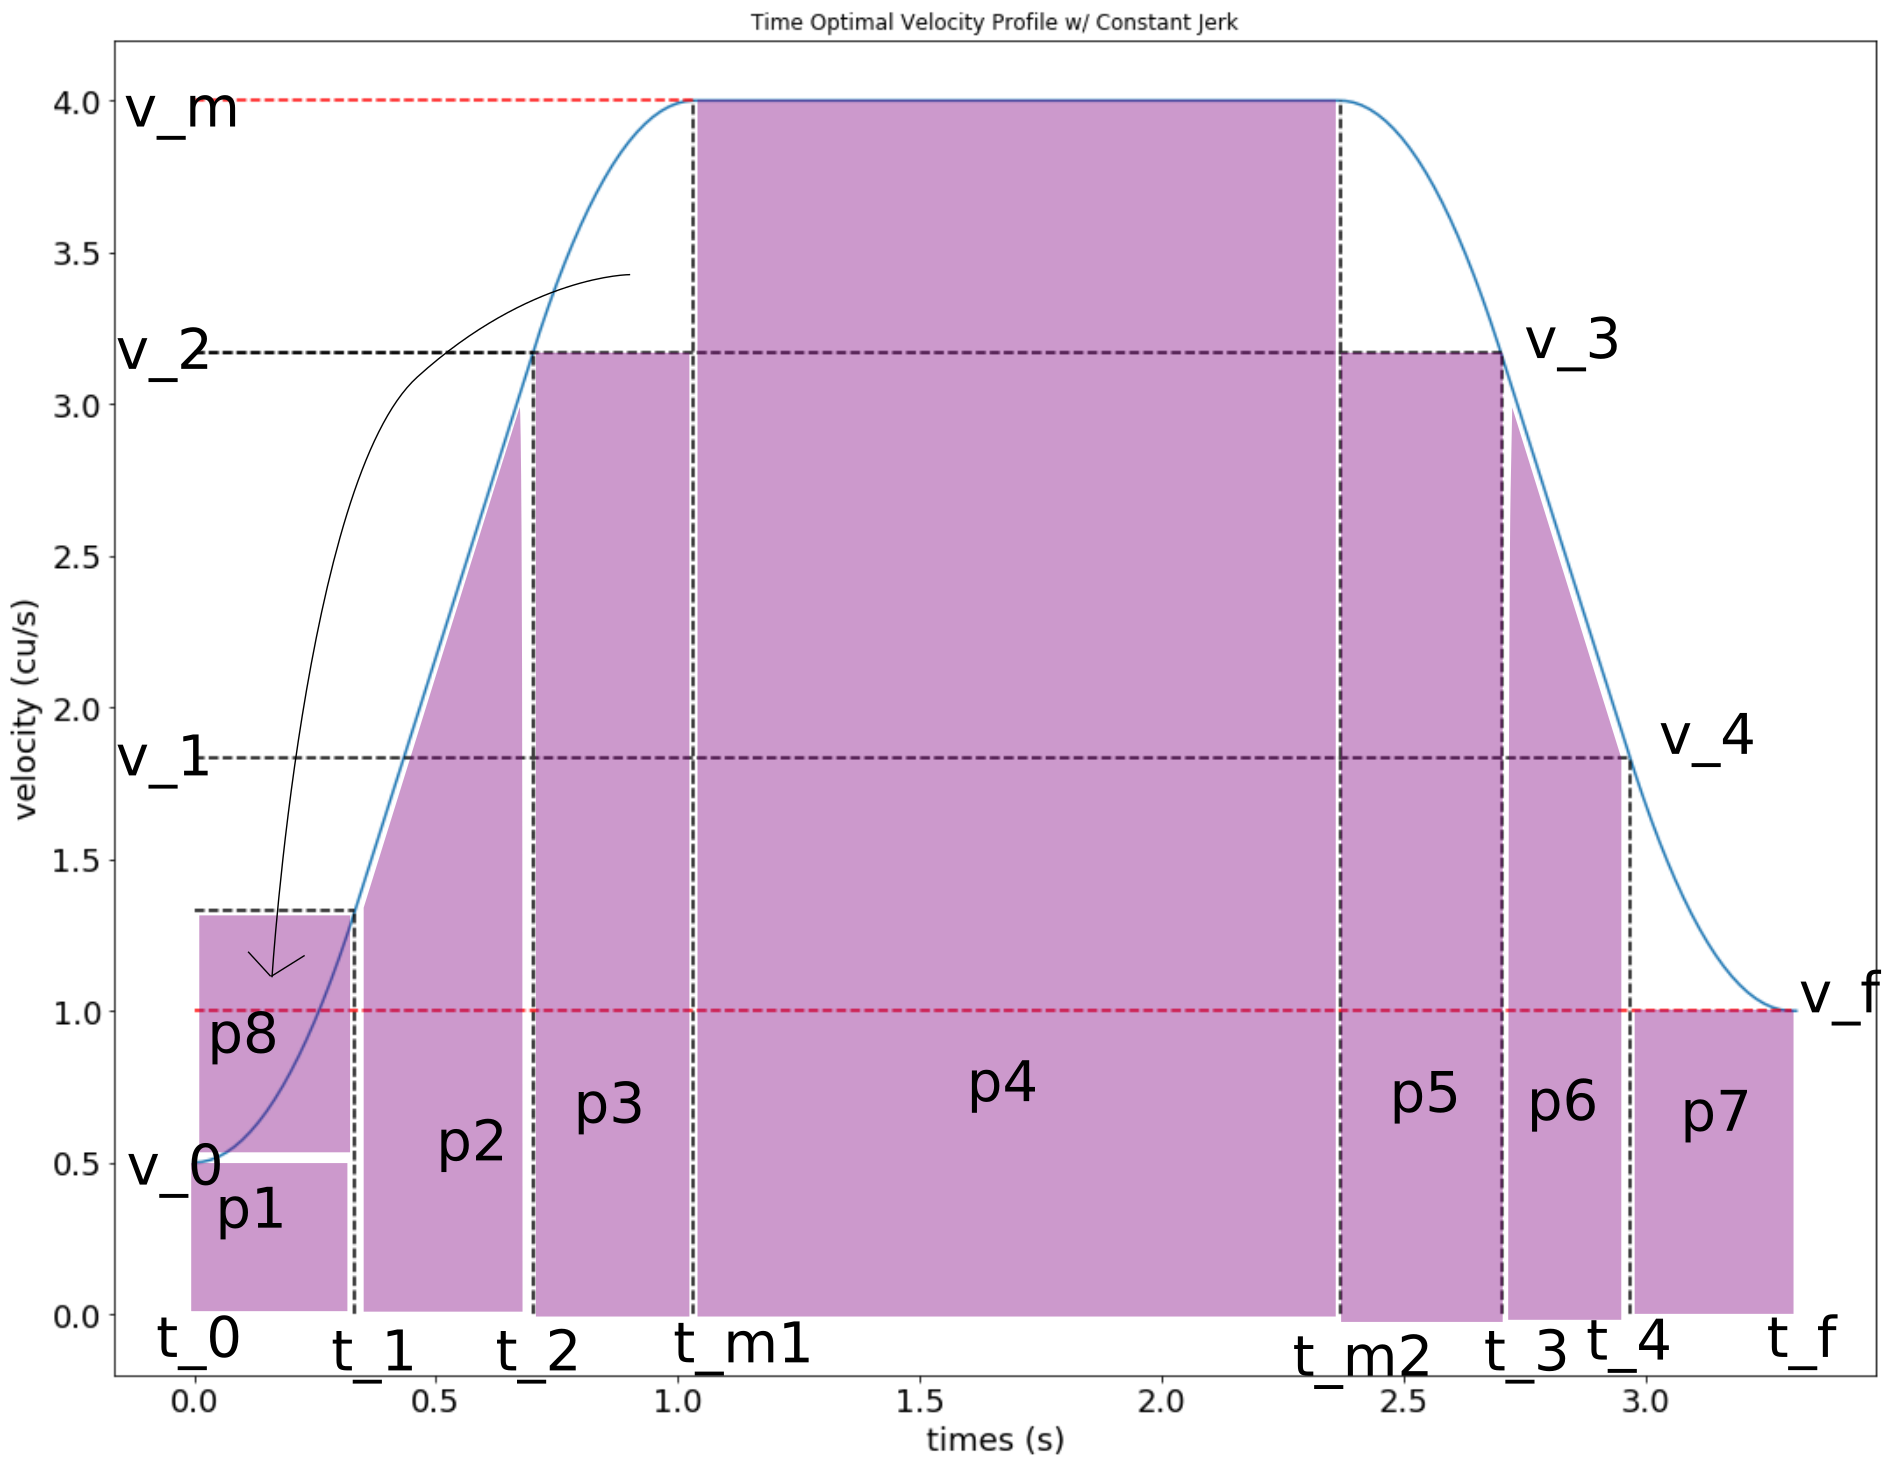 Time Optimal Velocity Profile w/ Constant Jerk
v_m
4.0
3.5
v_2
v_3
3.0
2.5
velocity (cu/s)
2.0
v_1
v_4
1.5
1.0
v_f
p8
0.5
v_0
p1
p2
p3
p4
p5
p6
p7
0.0
t_0
t_1
t_2
t_m1
t_m2
t_3
t_4
t_f
0.0
0.5
1.0
1.5
2.0
2.5
3.0
times (s)